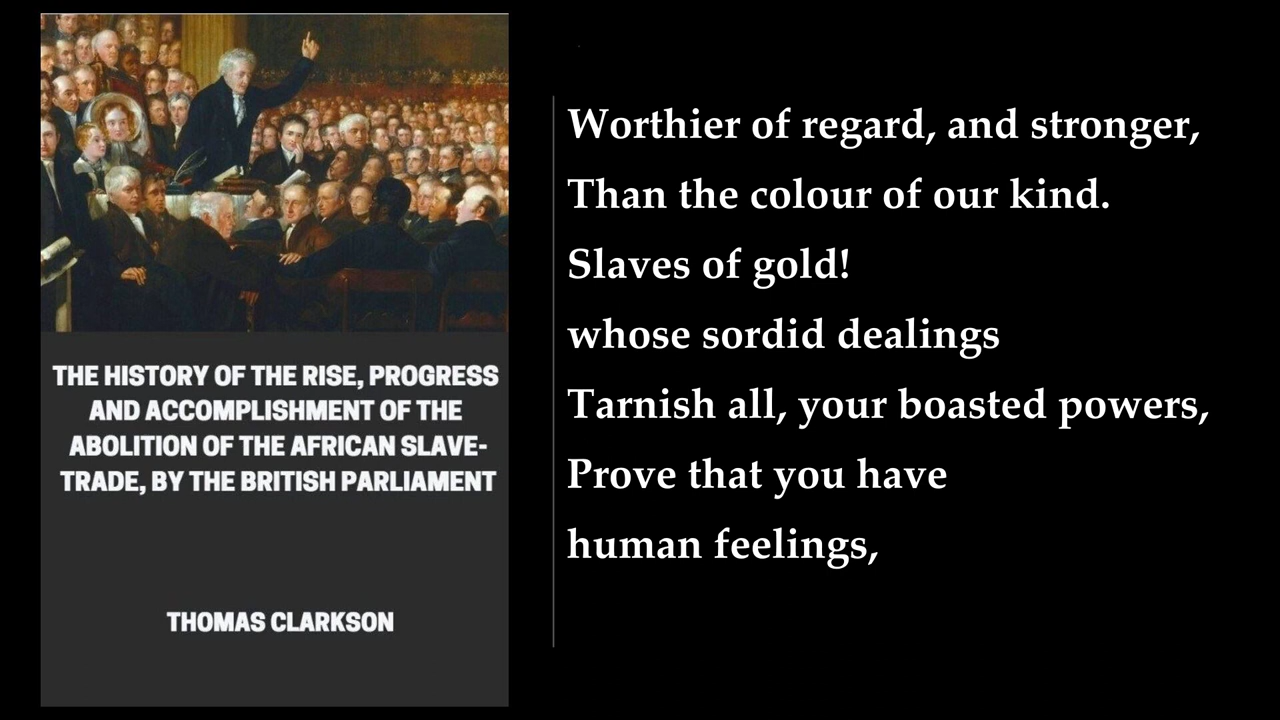 THE HISTORY OF THE RISE, PROGRESS
AND ACCOMPLISHMENT OF THE
ABOLITION OF THE AFRICAN SLAVE-
TRADE, BY THE BRITISH PARLIAMENT
THOMAS CLARKSON
Worthier of regard, and stronger,
Than the colour of our kind.
Slaves of gold!
whose sordid dealings
Tarnish all, your boasted powers,
Prove that you have
human feelings,